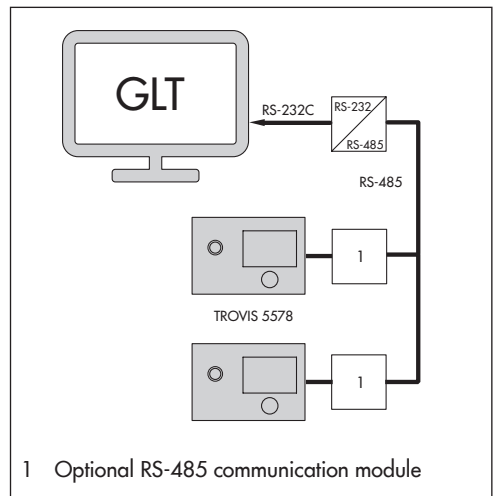 GLT
RS-232C
RS-232
RS-485
RS-485
1
TROVIS 5578
1
1 Optional RS-485 communication module